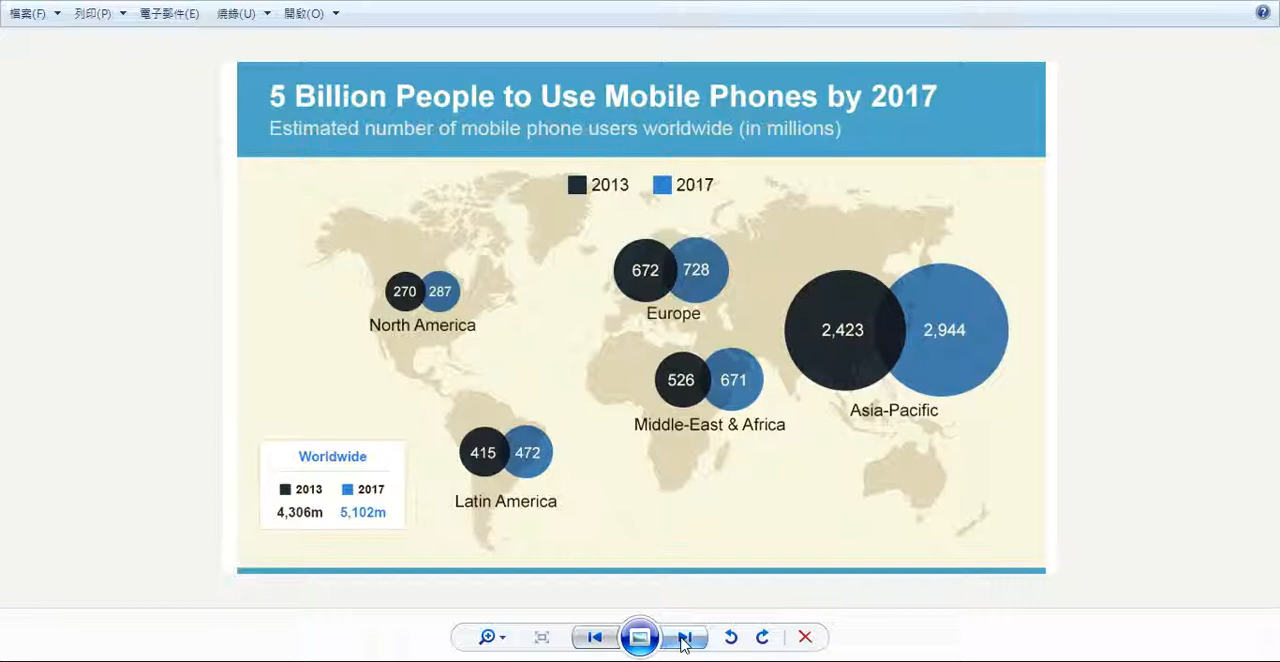 檔案(F) 列印(P) 電子郵件(E) 燒錄(U) 開啟(O)
5 Billion People to Use Mobile Phones by 2017
Estimated number of mobile phone users worldwide (in millions)
2013 2017
672 728
Europe
270 287
North America
2,423 2,944
Asia-Pacific
526 671
Middle-East & Africa
415 472
Latin America
Worldwide
2013 2017
4,306m 5,102m